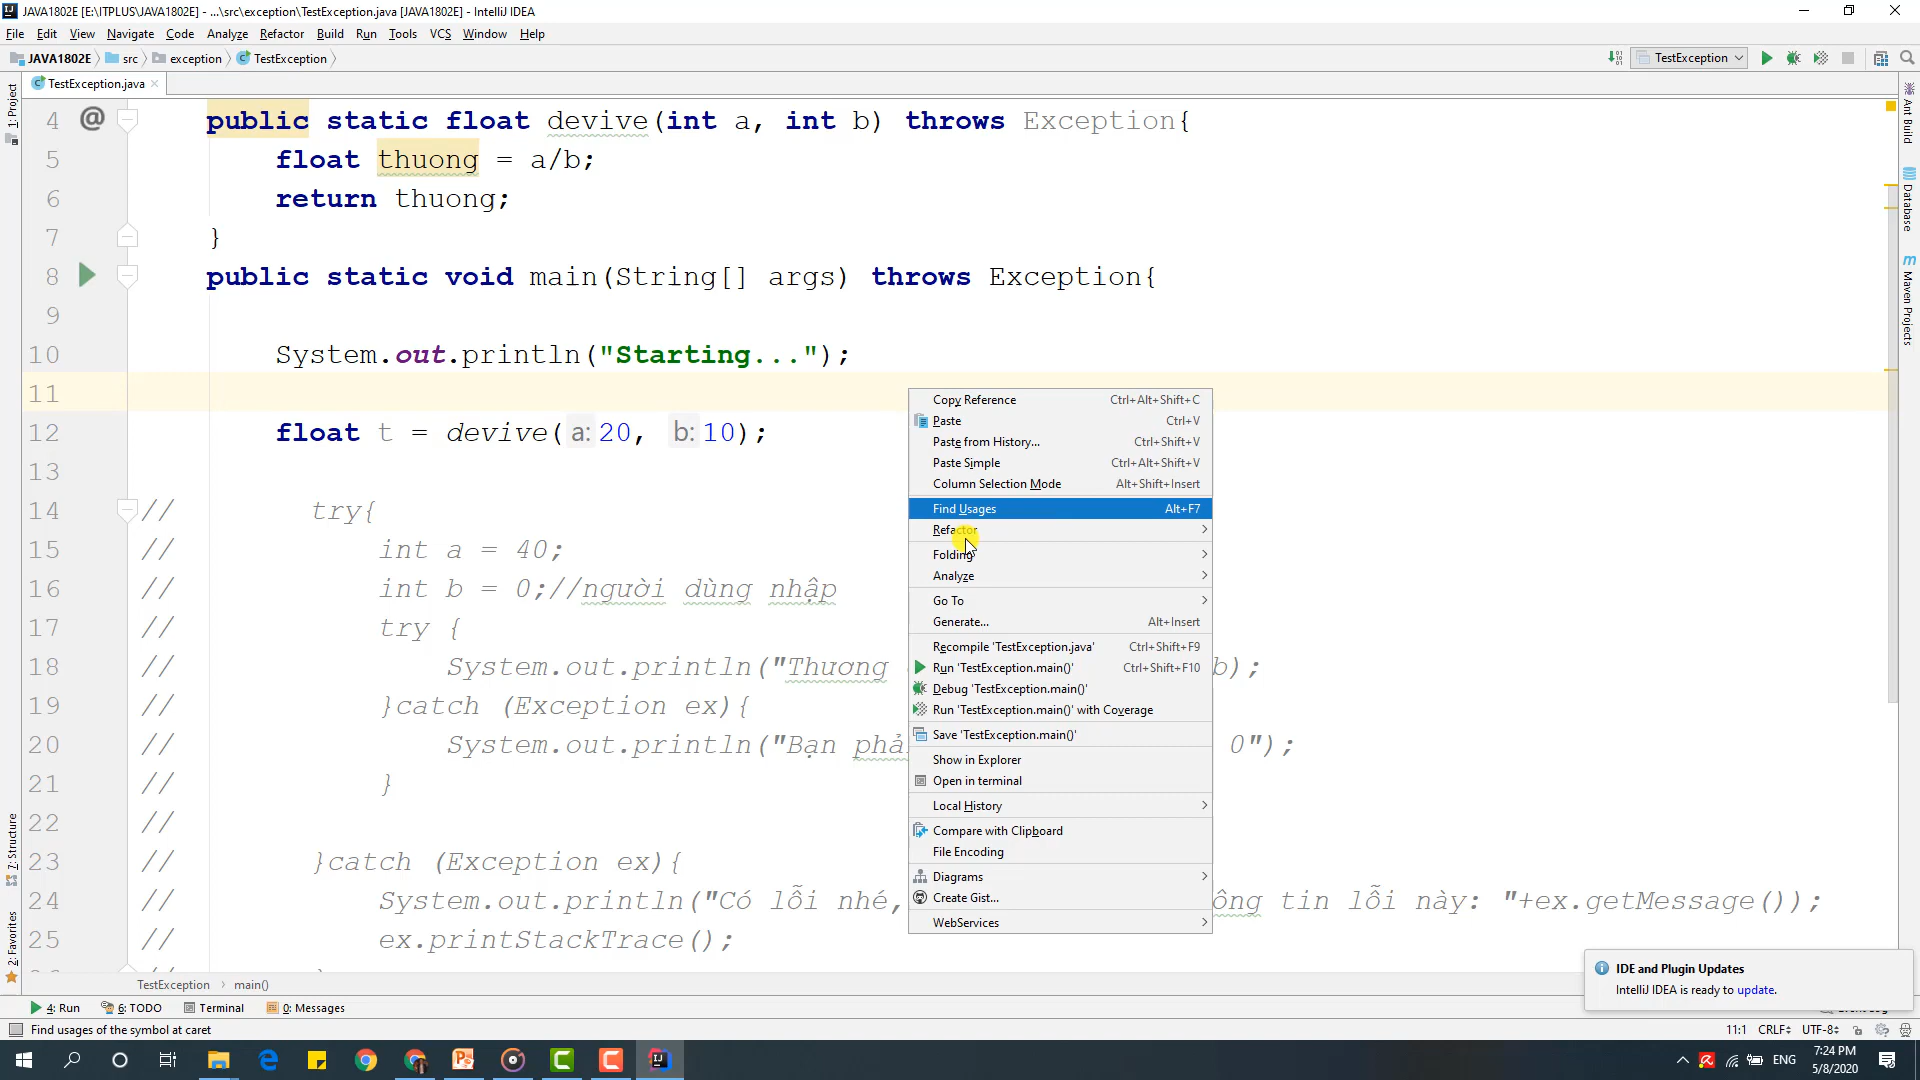 JAVA1802E [E:\ITPLUS\JAVA1802E] - ...\src\exception\TestException.java [JAVA1802E] - IntelliJ IDEA
File Edit View Navigate Code Analyze Refactor Build Run Tools VCS Window Help
JAVA1802E src exception TestException TestException
TestException.java
1: Project
7: Structure
2: Favorites
Ant Build
Database
Maven Projects
4 @ public static float devive(int a, int b) throws Exception{
5 float thuong = a/b;
6 return thuong;
7 }
8 public static void main(String[] args) throws Exception{
9
10 System.out.println("Starting...");
11
12 float t = devive(a: 20, b: 10);
13
14 // try{
15 // int a = 40;
16 // int b = 0;//người dùng nhập
17 // try {
18 // System.out.println("Thương b);
19 // }catch (Exception ex){
20 // System.out.println("Bạn phả 0");
21 // }
22 //
23 // }catch (Exception ex){
24 // System.out.println("Có lỗi nhé, ông tin lỗi này: "+ex.getMessage());
25 // ex.printStackTrace();
Copy Reference Ctrl+Alt+Shift+C
Paste Ctrl+V
Paste from History... Ctrl+Shift+V
Paste Simple Ctrl+Alt+Shift+V
Column Selection Mode Alt+Shift+Insert
Find Usages Alt+F7
Refactor
Folding
Analyze
Go To
Generate... Alt+Insert
Recompile 'TestException.java' Ctrl+Shift+F9
Run 'TestException.main()' Ctrl+Shift+F10
Debug 'TestException.main()'
Run 'TestException.main()' with Coverage
Save 'TestException.main()'
Show in Explorer
Open in terminal
Local History
Compare with Clipboard
File Encoding
Diagrams
Create Gist...
WebServices
IDE and Plugin Updates
IntelliJ IDEA is ready to update.
TestException main()
4: Run 6: TODO Terminal 0: Messages
Find usages of the symbol at caret 11:1 CRLF UTF-8
ENG 7:24 PM
5/8/2020